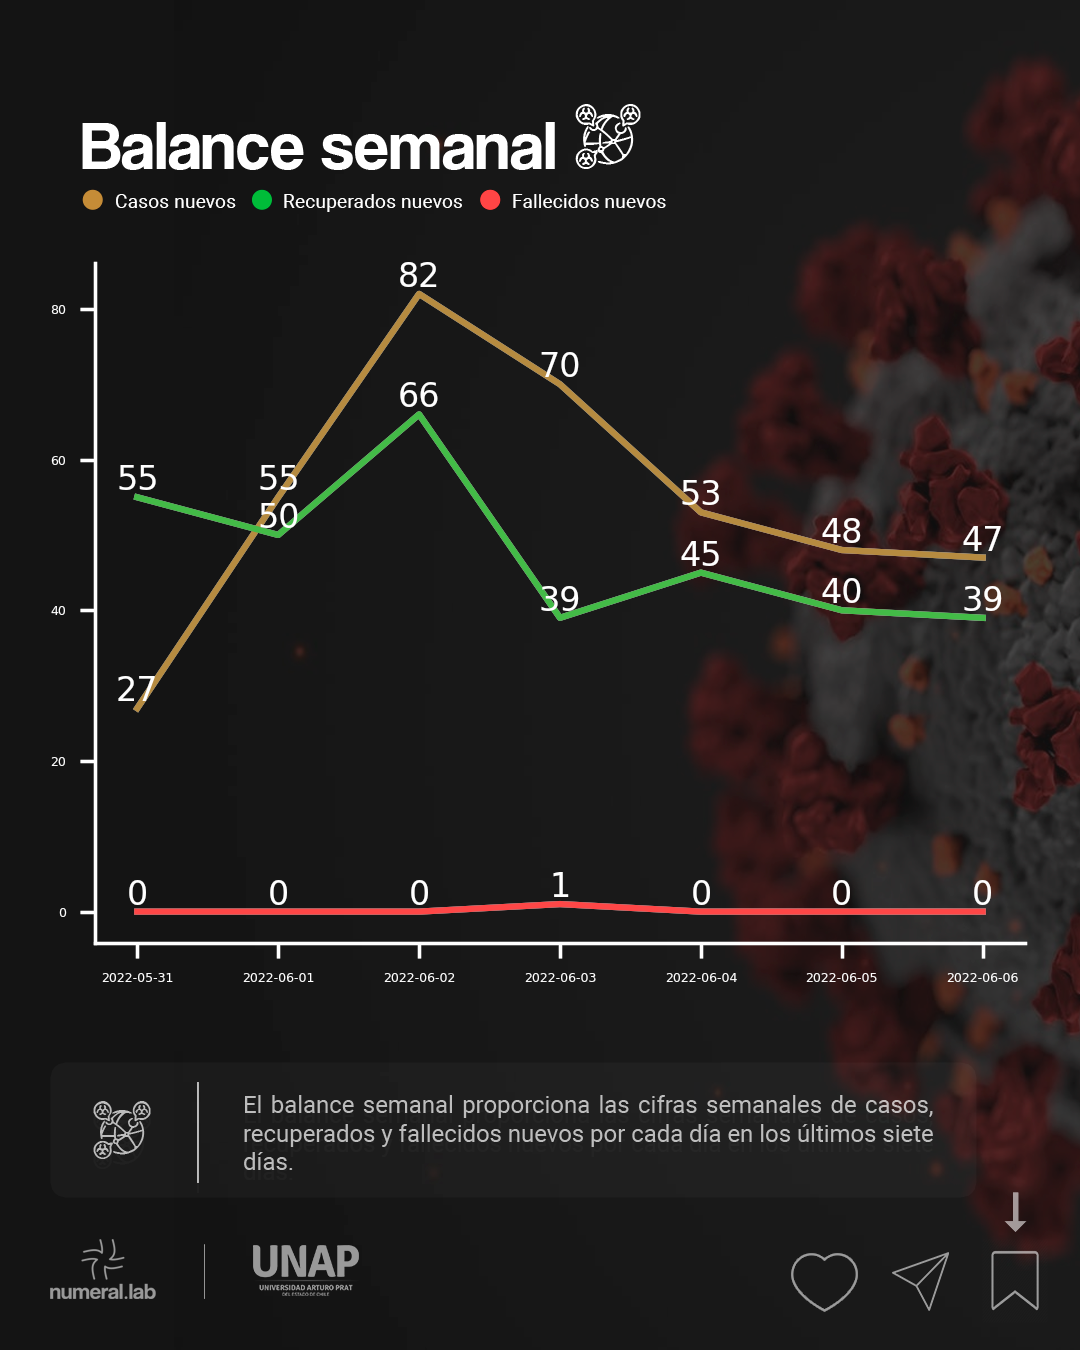 Balance semanal
Casos nuevos Recuperados nuevos Fallecidos nuevos
82
80
70
66
60
55 55
50
53
48
47
45
40
39
40
39
27
20
0 0 0 1 0 0 0
0
2022-05-31 2022-06-01 2022-06-02 2022-06-03 2022-06-04 2022-06-05 2022-06-06
El balance semanal proporciona las cifras semanales de casos,
recuperados y fallecidos nuevos por cada día en los últimos siete
días.
numeral.lab
UNAP
UNIVERSIDAD ARTURO PRAT
DEL ESTADO DE CHILE